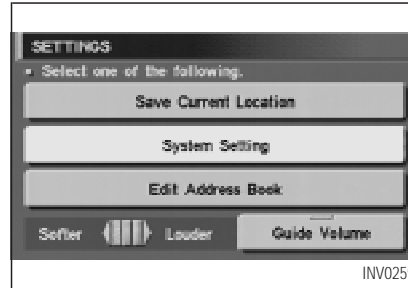 SETTINGS
Select one of the following.
Save Current Location
System Setting
Edit Address Book
Softer Louder Guide Volume
INV025